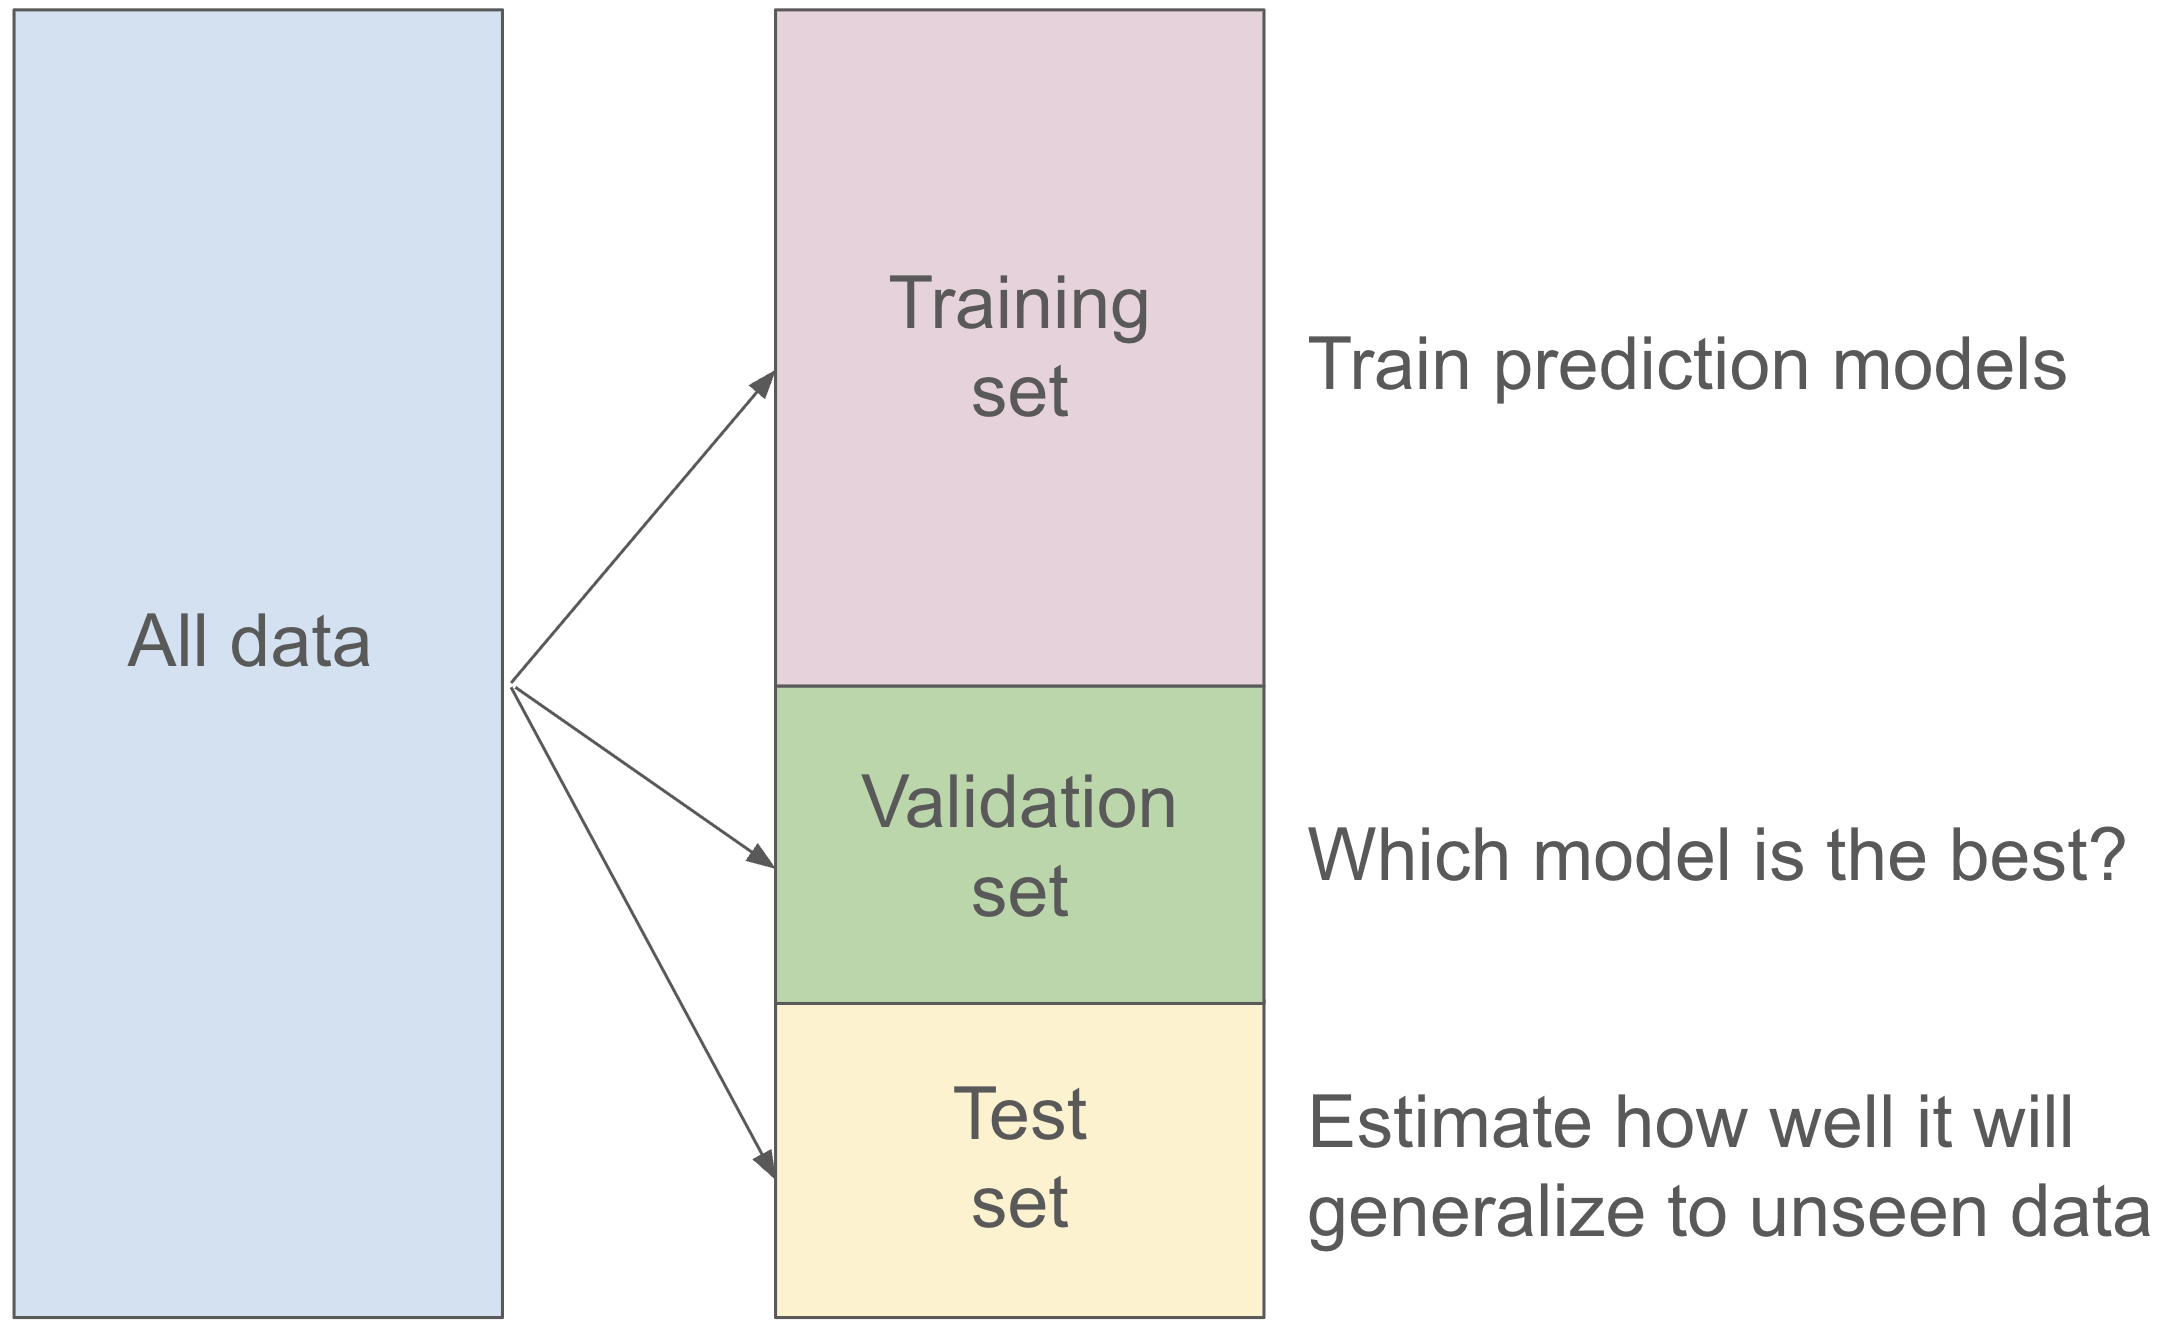 All data
Training
set
Train prediction models
Validation
set
Which model is the best?
Test
set
Estimate how well it will
generalize to unseen data